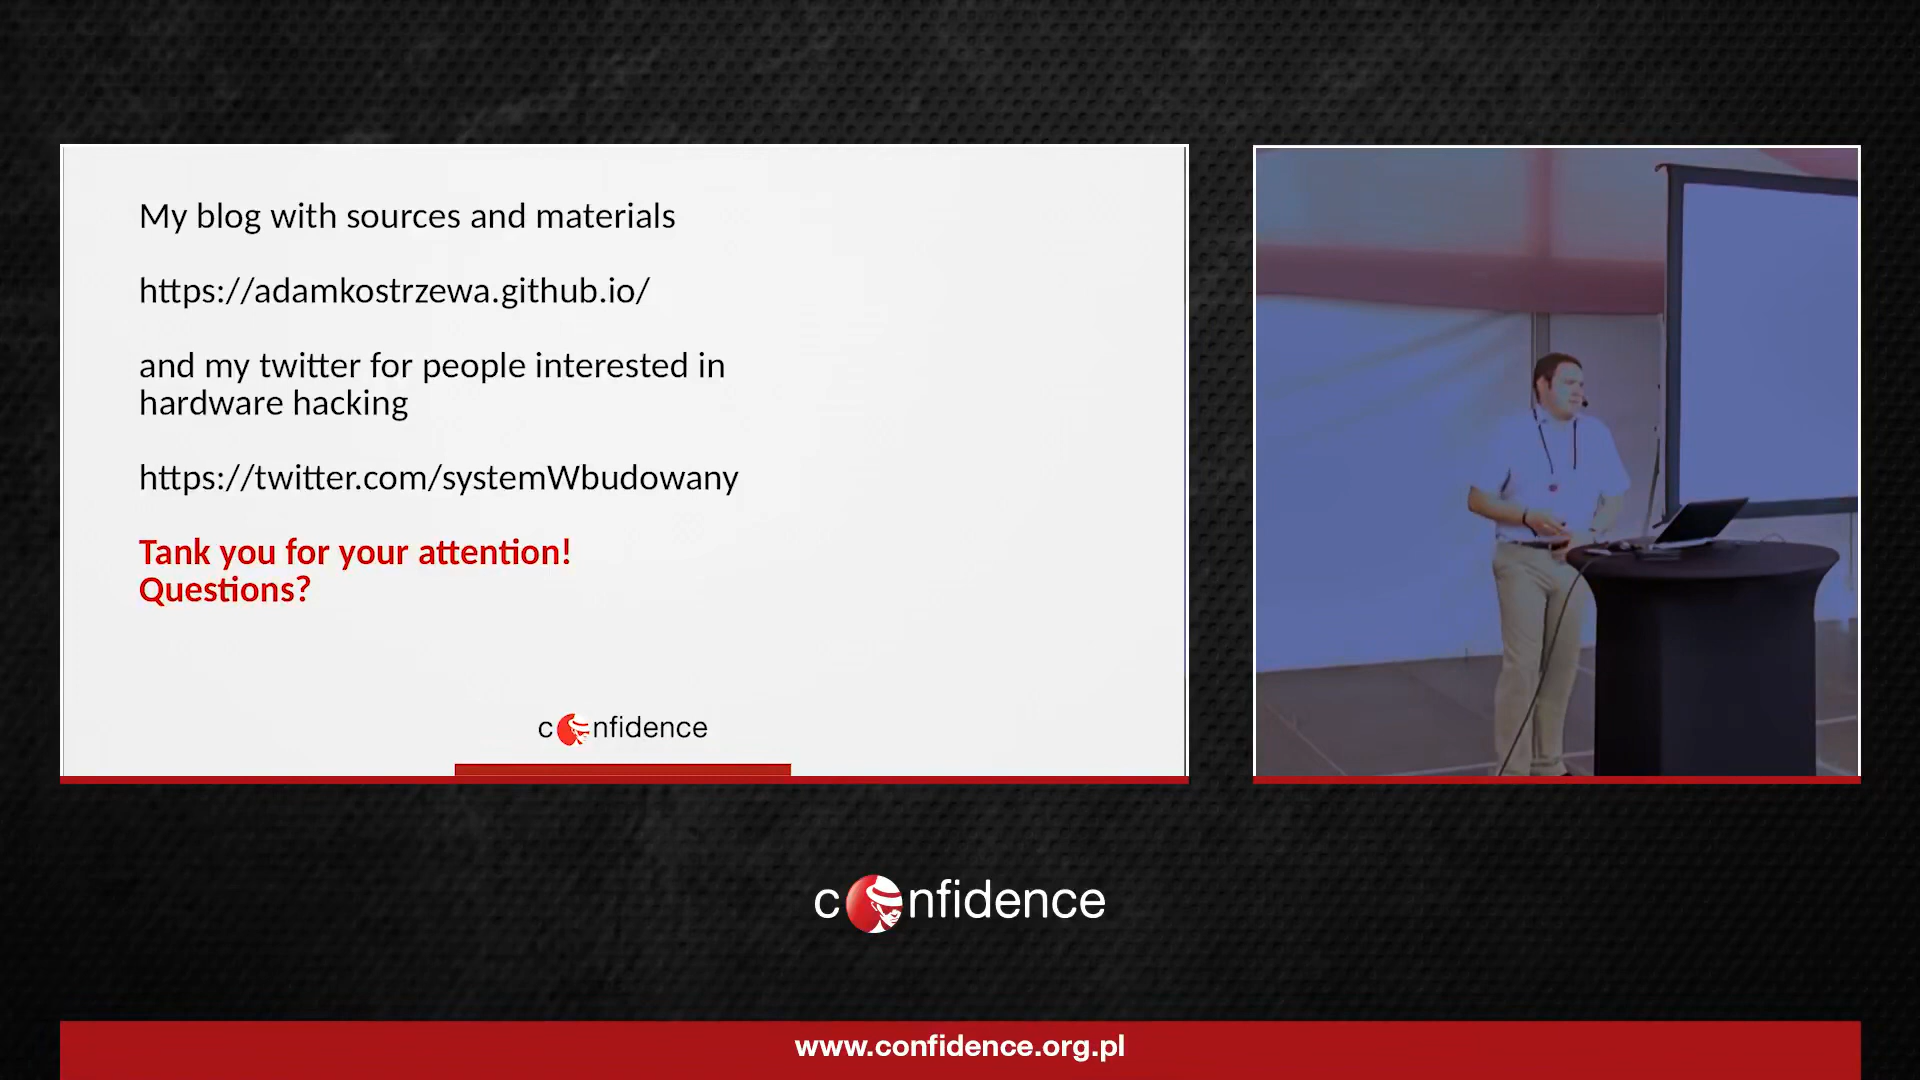 My blog with sources and materials
https://adamkostrzewa.github.io/
and my twitter for people interested in
hardware hacking
https://twitter.com/systemWbudowany
Tank you for your attention!
Questions?
confidence
confidence
www.confidence.org.pl